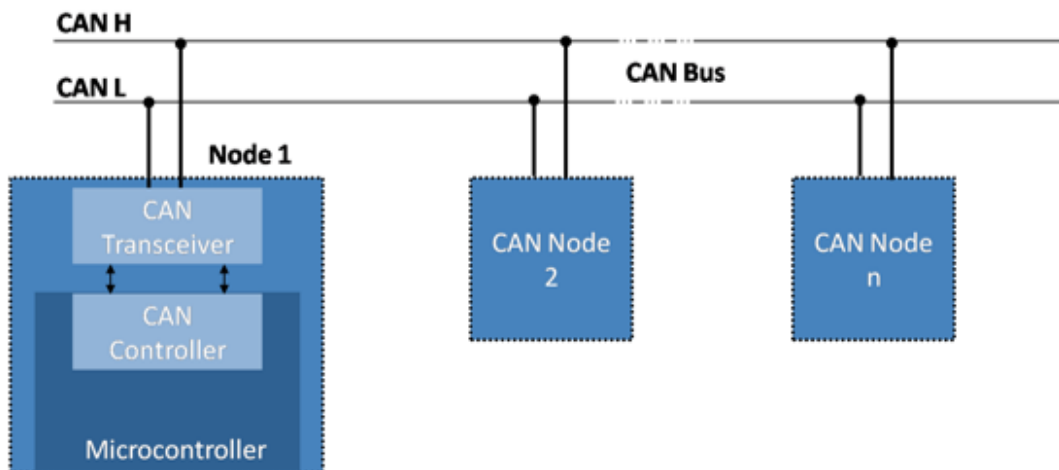 CAN H
CAN Bus
CAN L
Node 1
CAN
Transceiver
CAN
Controller
Microcontroller
CAN Node
2
CAN Node
n